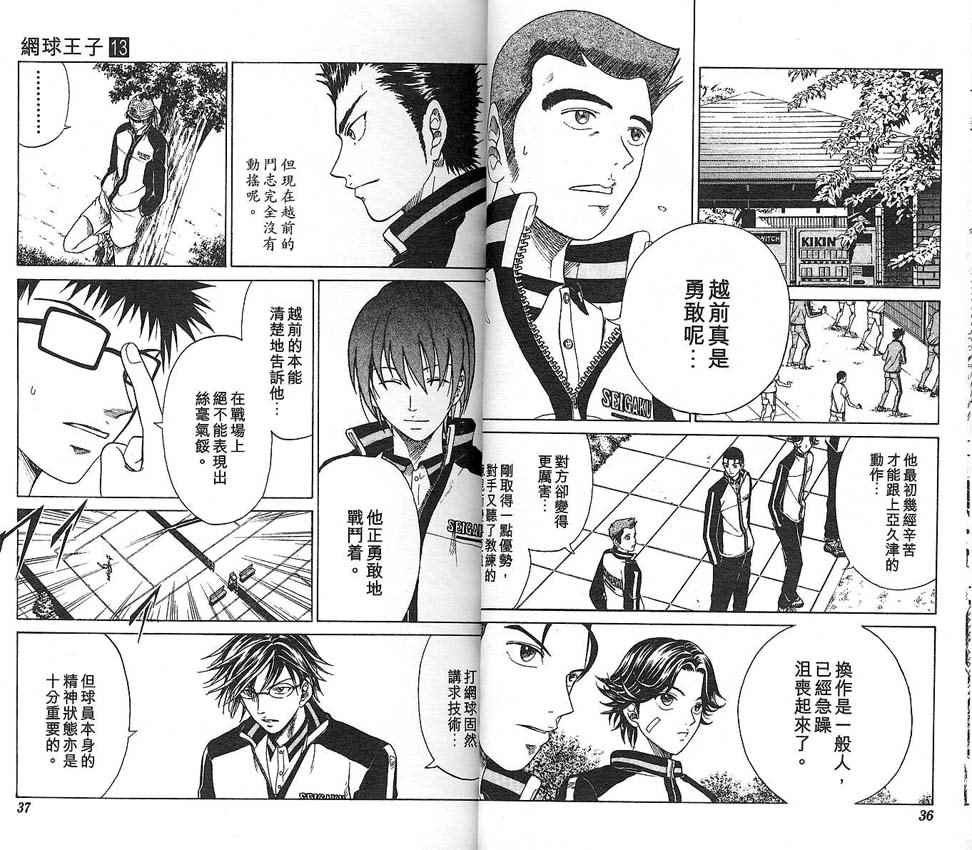 KIKIN
越前真是
勇敢呢…
SEIGAKU
他最初幾經辛苦
才能跟上亞久津的
動作…
剛取得一點優勢，
對手又聽了教練的
對方卻變得
更厲害…
換作是一般人，
已經急躁
沮喪起來了。
36
網球王子 13
但現在越前的
鬥志完全沒有
動搖呢。
…………
越前的本能
清楚地告訴他…
在戰場上
絕不能表現出
絲毫氣餒。
他正勇敢地
戰鬥着。
SEIGAKU
打網球固然
講求技術…
但球員本身的
精神狀態亦是
十分重要的。
SEIGAKU
37